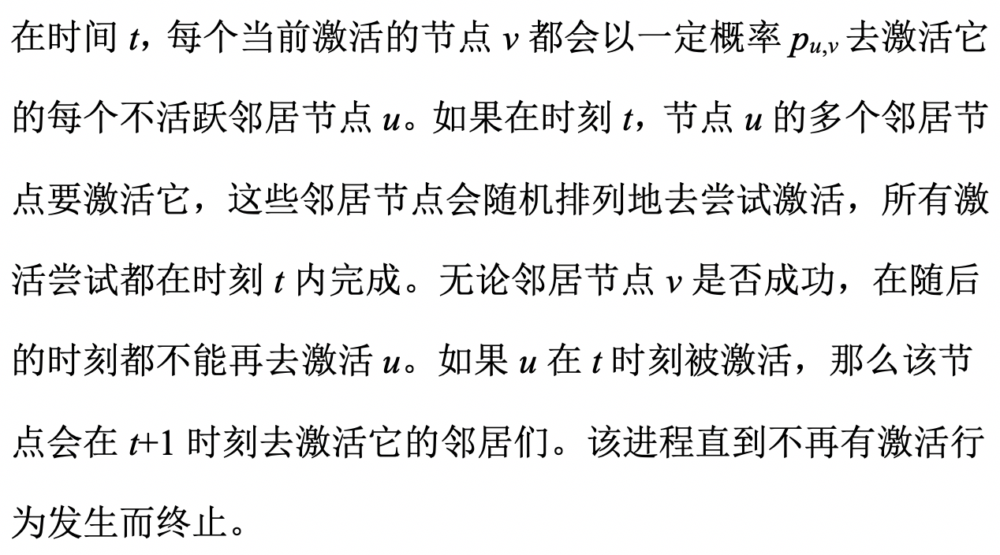 在时间 t，每个当前激活的节点 v 都会以一定概率 pu,v 去激活它
的每个不活跃邻居节点 u。如果在时刻 t，节点 u 的多个邻居节
点要激活它，这些邻居节点会随机排列地去尝试激活，所有激
活尝试都在时刻 t 内完成。无论邻居节点 v 是否成功，在随后
的时刻都不能再去激活 u。如果 u 在 t 时刻被激活，那么该节
点会在 t+1 时刻去激活它的邻居们。该进程直到不再有激活行
为发生而终止。